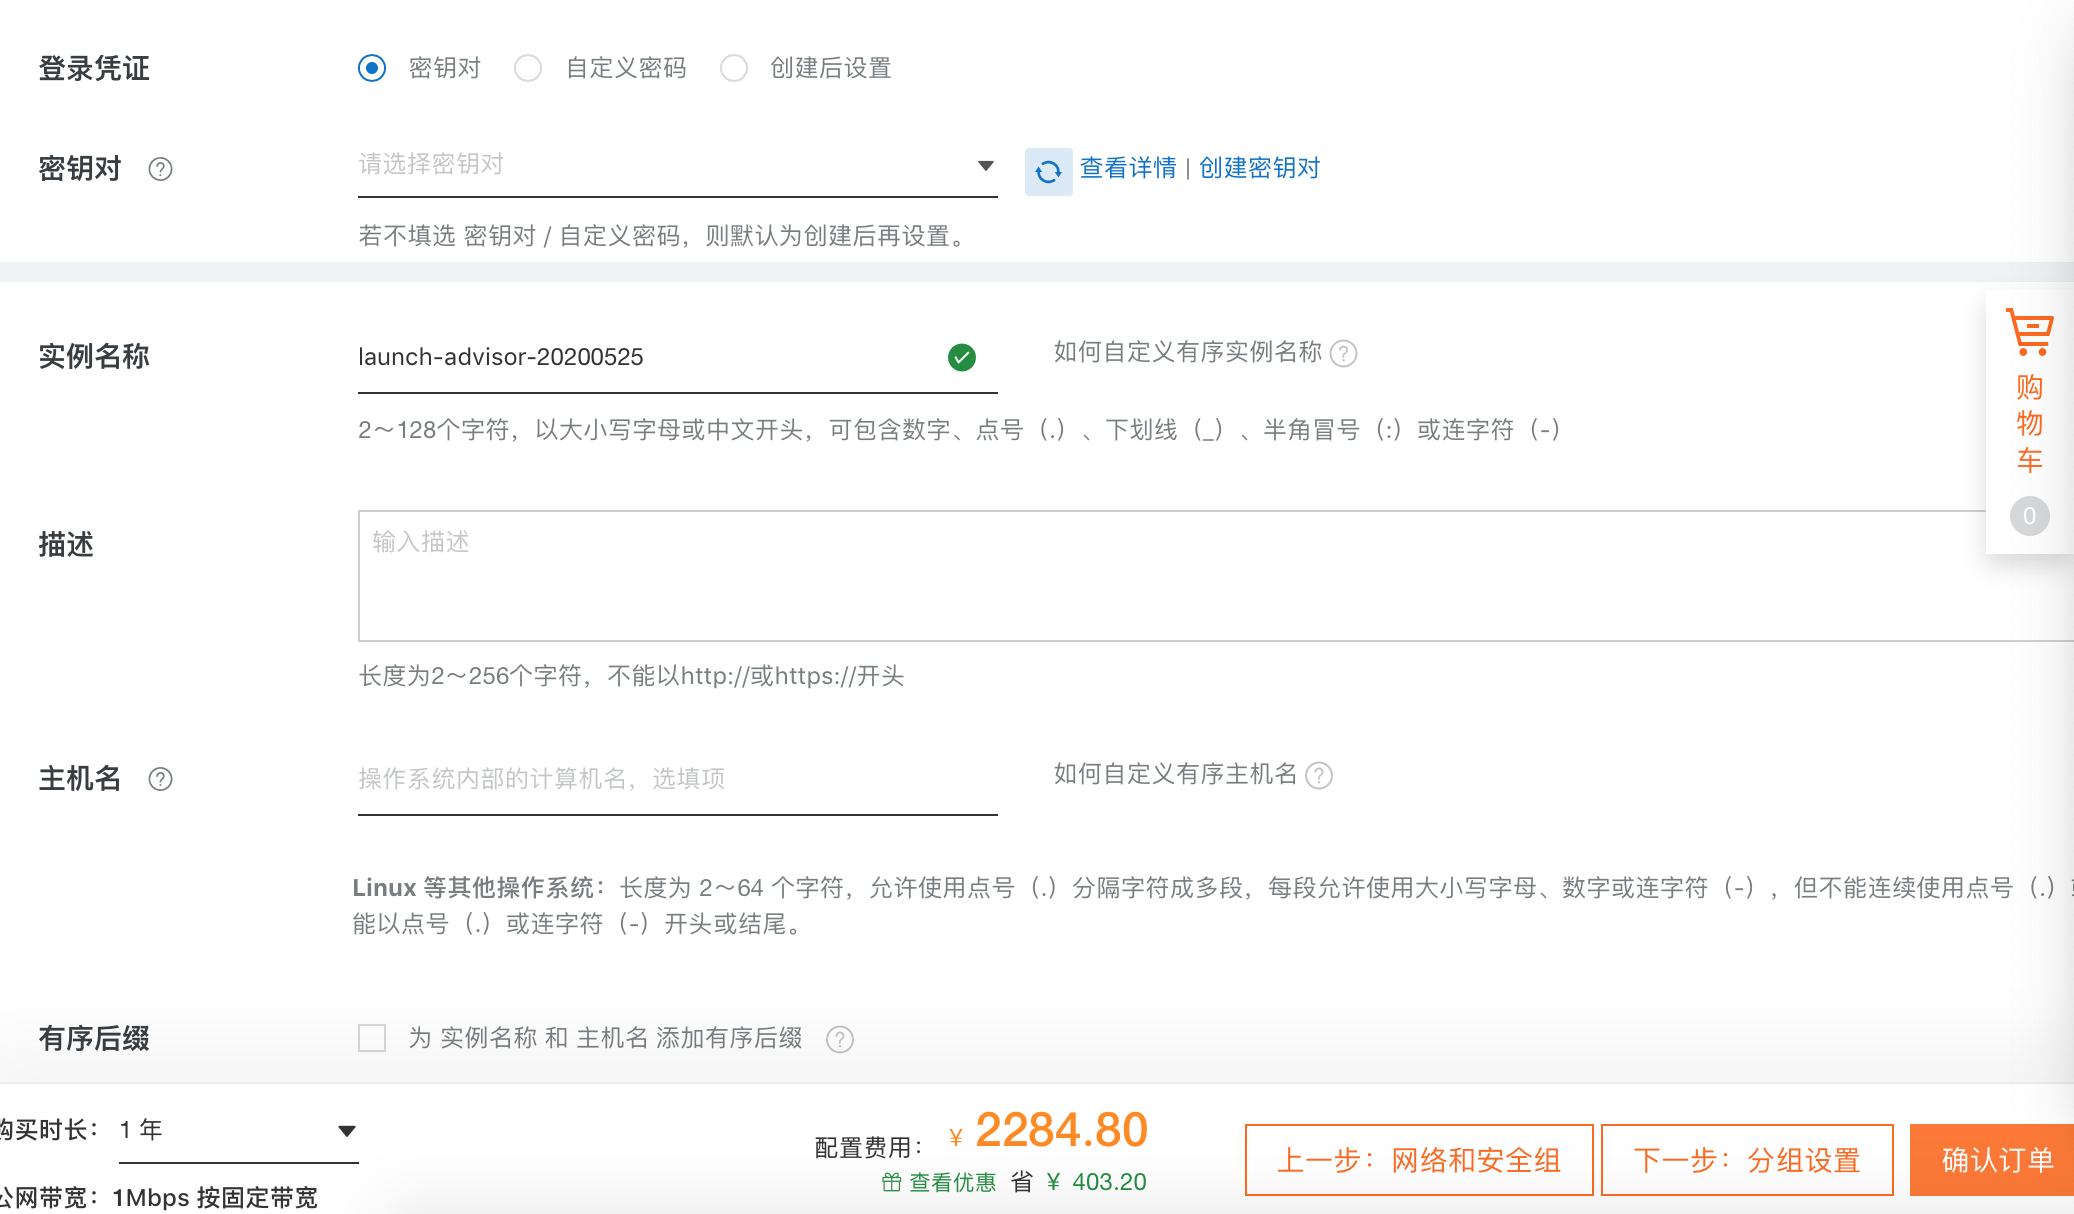 登录凭证 密钥对 自定义密码 创建后设置
密钥对 ? 请选择密钥对 查看详情 | 创建密钥对
若不填选 密钥对 / 自定义密码，则默认为创建后再设置。
实例名称 launch-advisor-20200525 如何自定义有序实例名称 ?
2～128个字符，以大小写字母或中文开头，可包含数字、点号（.）、下划线（_）、半角冒号（:）或连字符（-）
购
物
车
0
描述 输入描述
长度为2～256个字符，不能以http://或https://开头
主机名 ? 操作系统内部的计算机名，选填项 如何自定义有序主机名 ?
Linux 等其他操作系统：长度为 2～64 个字符，允许使用点号（.）分隔字符成多段，每段允许使用大小写字母、数字或连字符（-），但不能连续使用点号（.）
能以点号（.）或连字符（-）开头或结尾。
有序后缀 为 实例名称 和 主机名 添加有序后缀 ?
购买时长： 1 年
公网带宽： 1Mbps 按固定带宽
配置费用： ¥ 2284.80
查看优惠 省 ¥ 403.20
上一步：网络和安全组 下一步：分组设置 确认订单